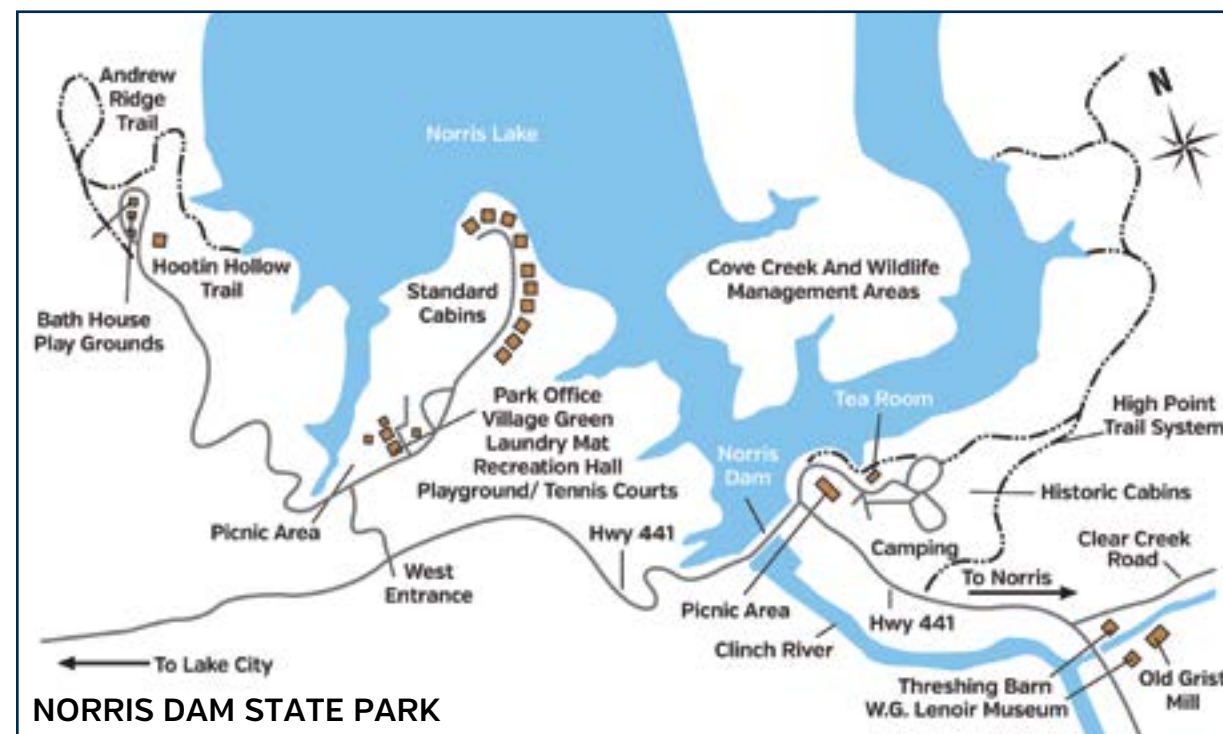 Andrew
Ridge
Trail
N
Norris Lake
Hootin Hollow
Trail
Standard
Cabins
Cove Creek And Wildlife
Management Areas
Bath House
Play Grounds
Park Office
Village Green
Laundry Mat
Recreation Hall
Playground/ Tennis Courts
Tea Room
High Point
Trail System
Norris
Dam
Historic Cabins
Picnic Area
Hwy 441
Camping
Clear Creek
Road
West
Entrance
To Norris
Picnic Area
Hwy 441
Clinch River
To Lake City
Threshing Barn
W.G. Lenoir Museum
Old Grist
Mill
NORRIS DAM STATE PARK